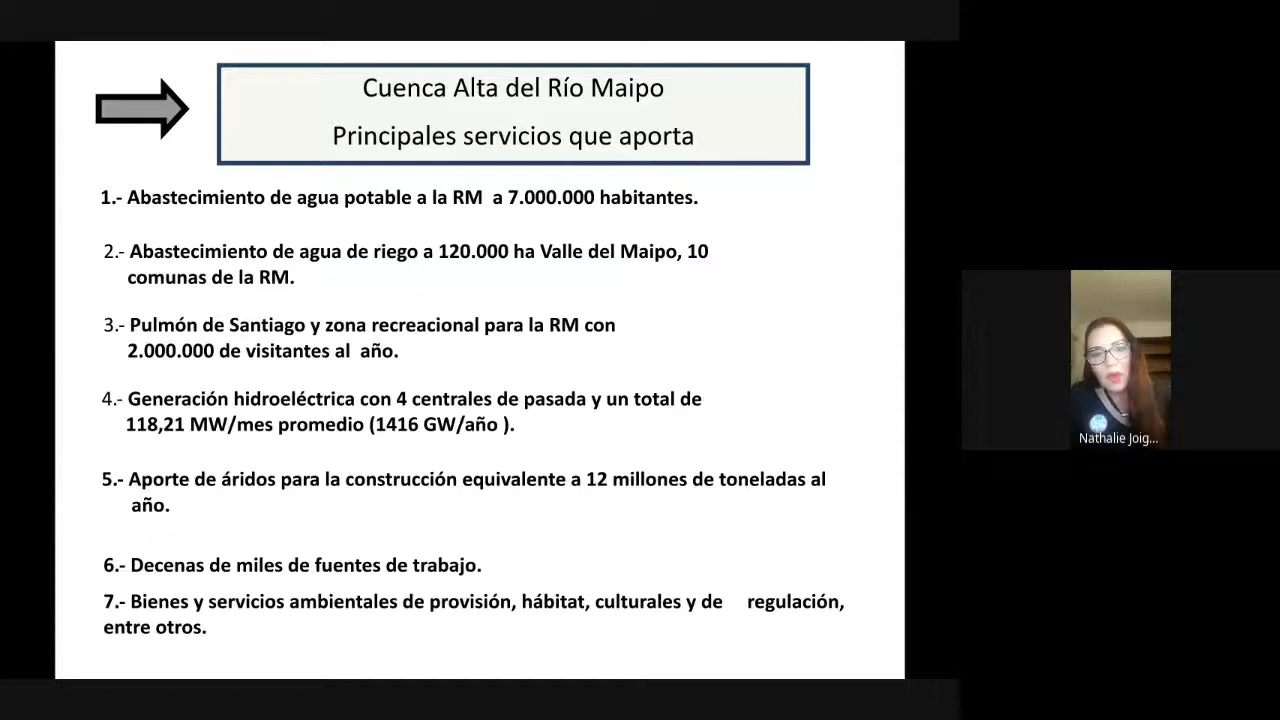 Cuenca Alta del Río Maipo
Principales servicios que aporta
1.- Abastecimiento de agua potable a la RM a 7.000.000 habitantes.
2.- Abastecimiento de agua de riego a 120.000 ha Valle del Maipo, 10
comunas de la RM.
3.- Pulmón de Santiago y zona recreacional para la RM con
2.000.000 de visitantes al año.
4.- Generación hidroeléctrica con 4 centrales de pasada y un total de
118,21 MW/mes promedio (1416 GW/año ).
5.- Aporte de áridos para la construcción equivalente a 12 millones de toneladas al
año.
6.- Decenas de miles de fuentes de trabajo.
7.- Bienes y servicios ambientales de provisión, hábitat, culturales y de regulación,
entre otros.
Nathalie Joig...